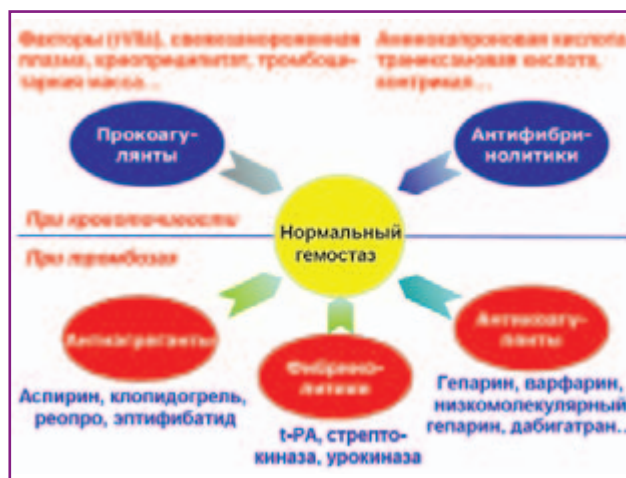 Факторы (rVIIa), свежезамороженная
плазма, криопреципитат, тромбоци-
тарная масса...
Аминокапроновая кислота,
транексамовая кислота,
контрикал...
Прокоагу-
лянты
Антифибри-
нолитики
При кровоточивости
Нормальный
гемостаз
При тромбозах
Антиагреганты
Фибрино-
литики
Антикоагу-
лянты
Аспирин, клопидогрель,
реопро, эптифибатид
t-PA, стрепто-
киназа, урокиназа
Гепарин, варфарин,
низкомолекулярный
гепарин, дабигатран...